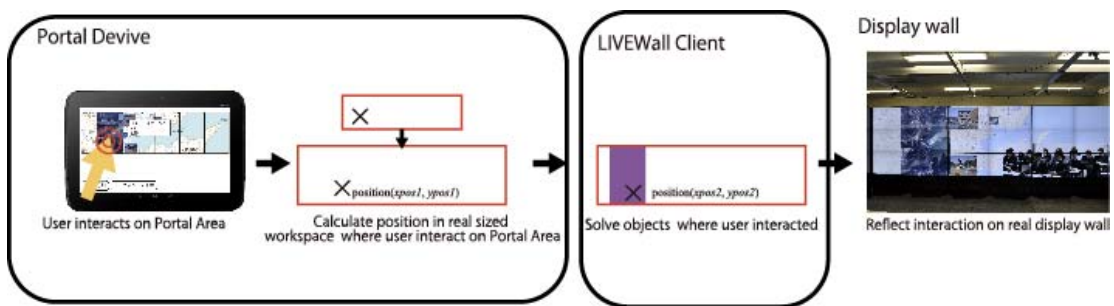 Portal Devive
User interacts on Portal Area
position(xpos1, ypos1)
Calculate position in real sized
workspace where user interact on Portal Area
LIVEWall Client
position(xpos2, ypos2)
Solve objects where user interacted
Display wall
Reflect interaction on real display wall